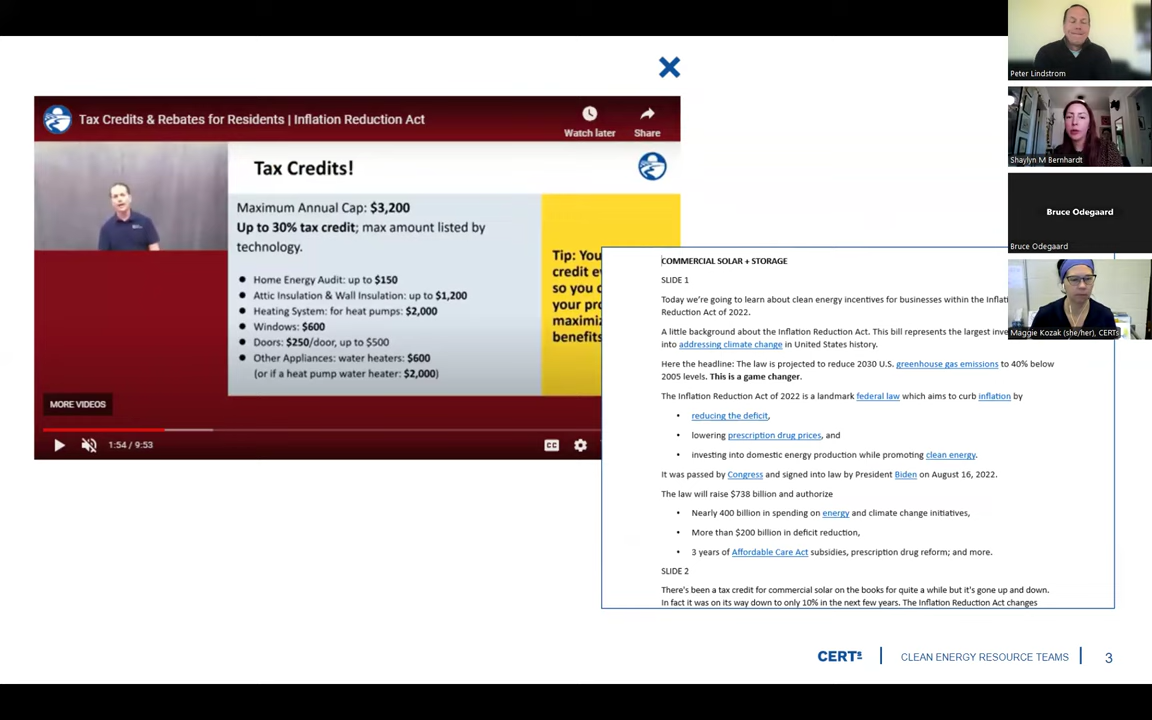 Tax Credits & Rebates for Residents | Inflation Reduction Act
Watch later
Share
Tax Credits!
Maximum Annual Cap: $3,200
Up to 30% tax credit; max amount listed by
technology.
Home Energy Audit: up to $150
Attic Insulation & Wall Insulation: up to $1,200
Heating System: for heat pumps: $2,000
Windows: $600
Doors: $250/door, up to $500
Other Appliances: water heaters: $600
(or if a heat pump water heater: $2,000)
Tip: You
credit
so you
your
benefits
MORE VIDEOS
1:54 / 9:53
CC
COMMERCIAL SOLAR + STORAGE
SLIDE 1
Today we're going to learn about clean energy incentives for businesses within the
Reduction Act of 2022.
A little background about the Inflation Reduction Act. This bill represents the largest
into addressing climate change in United States history.
Here the headline: The law is projected to reduce 2030 U.S. greenhouse gas emissions to 40% below
2005 levels. This is a game changer.
The Inflation Reduction Act of 2022 is a landmark federal law which aims to curb inflation by
• reducing the deficit,
• lowering prescription drug prices, and
• investing into domestic energy production while promoting clean energy.
It was passed by Congress and signed into law by President Biden on August 16, 2022.
The law will raise $738 billion and authorize
• Nearly 400 billion in spending on energy and climate change initiatives,
• More than $200 billion in deficit reduction,
• 3 years of Affordable Care Act subsidies, prescription drug reform; and more.
SLIDE 2
There's been a tax credit for commercial solar on the books for quite a while but it's gone up and down.
In fact it was on its way down to only 10% in the next few years. The Inflation Reduction Act changes
Peter Lindstrom
Shaylyn M Bernhardt
Bruce Odegaard
Bruce Odegaard
Maggie Kozak (she/her), CERTs
CERTs
CLEAN ENERGY RESOURCE TEAMS
3